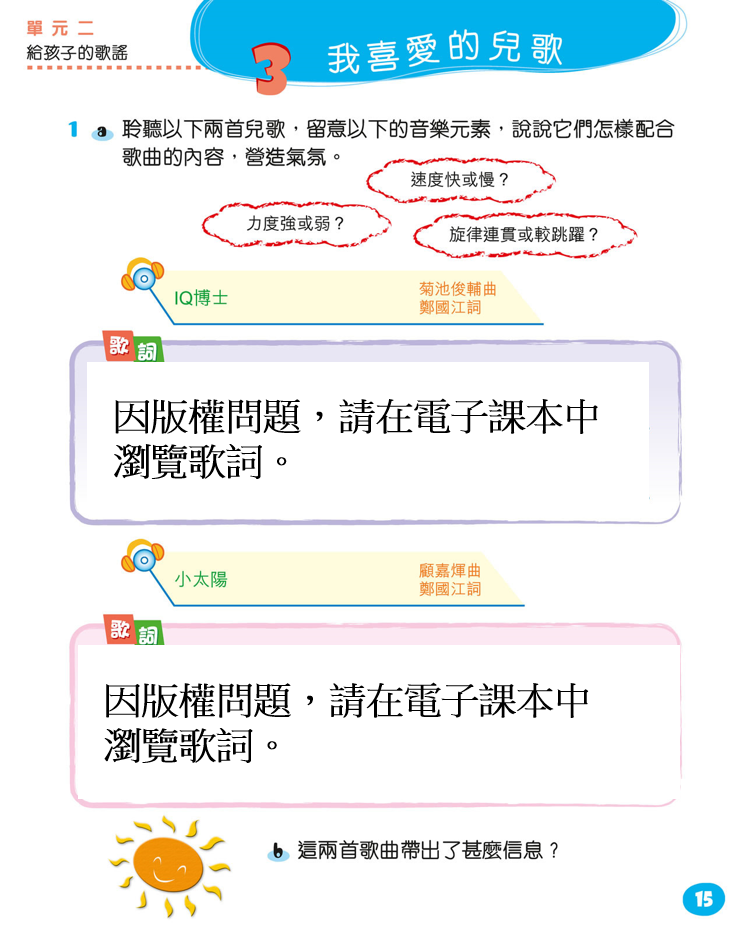 單元二
給孩子的歌謠
3 我喜愛的兒歌
1 a 聆聽以下兩首兒歌，留意以下的音樂元素，說說它們怎樣配合
歌曲的內容，營造氣氛。
速度快或慢？
力度強或弱？
旋律連貫或較跳躍？
IQ博士
菊池俊輔曲
鄭國江詞
歌詞
因版權問題，請在電子課本中
瀏覽歌詞。
小太陽
顧嘉煇曲
鄭國江詞
歌詞
因版權問題，請在電子課本中
瀏覽歌詞。
b 這兩首歌曲帶出了甚麼信息？
15